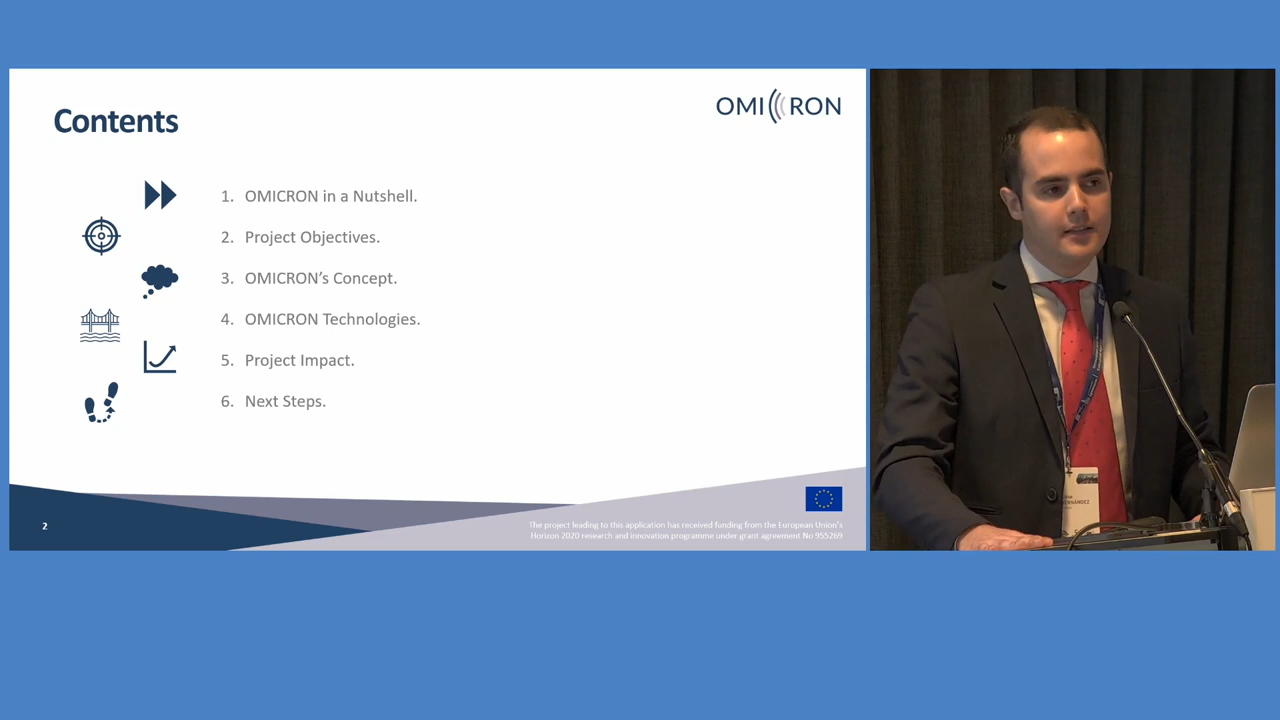 Contents
OMICRON
1. OMICRON in a Nutshell.
2. Project Objectives.
3. OMICRON's Concept.
4. OMICRON Technologies.
5. Project Impact.
6. Next Steps.
2
The project leading to this application has received funding from the European Union's
Horizon 2020 research and innovation programme under grant agreement No 955269